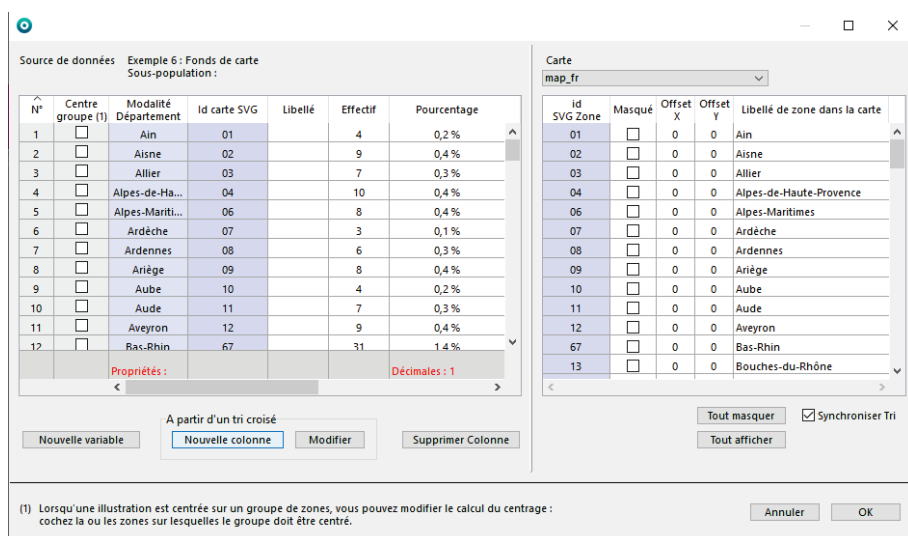 Source de données Exemple 6 : Fonds de carte
Sous-population :
N° Centre groupe (1) Modalité Département Id carte SVG Libellé Effectif Pourcentage
1 Ain 01 4 0,2 %
2 Aisne 02 9 0,4 %
3 Allier 03 7 0,3 %
4 Alpes-de-Ha... 04 10 0,4 %
5 Alpes-Mariti... 06 8 0,4 %
6 Ardèche 07 3 0,1 %
7 Ardennes 08 6 0,3 %
8 Ariège 09 8 0,4 %
9 Aube 10 4 0,2 %
10 Aude 11 7 0,3 %
11 Aveyron 12 9 0,4 %
12 Bas-Rhin 67 31 1,4 %
Propriétés : Décimales : 1
A partir d'un tri croisé
Nouvelle variable Nouvelle colonne Modifier Supprimer Colonne
Carte
map_fr
id SVG Zone Masqué Offset X Offset Y Libellé de zone dans la carte
01 0 0 Ain
02 0 0 Aisne
03 0 0 Allier
04 0 0 Alpes-de-Haute-Provence
06 0 0 Alpes-Maritimes
07 0 0 Ardèche
08 0 0 Ardennes
09 0 0 Ariège
10 0 0 Aube
11 0 0 Aude
12 0 0 Aveyron
67 0 0 Bas-Rhin
13 0 0 Bouches-du-Rhône
Tout masquer Synchroniser Tri
Tout afficher
(1) Lorsqu'une illustration est centrée sur un groupe de zones, vous pouvez modifier le calcul du centrage :
cochez la ou les zones sur lesquelles le groupe doit être centré.
Annuler OK